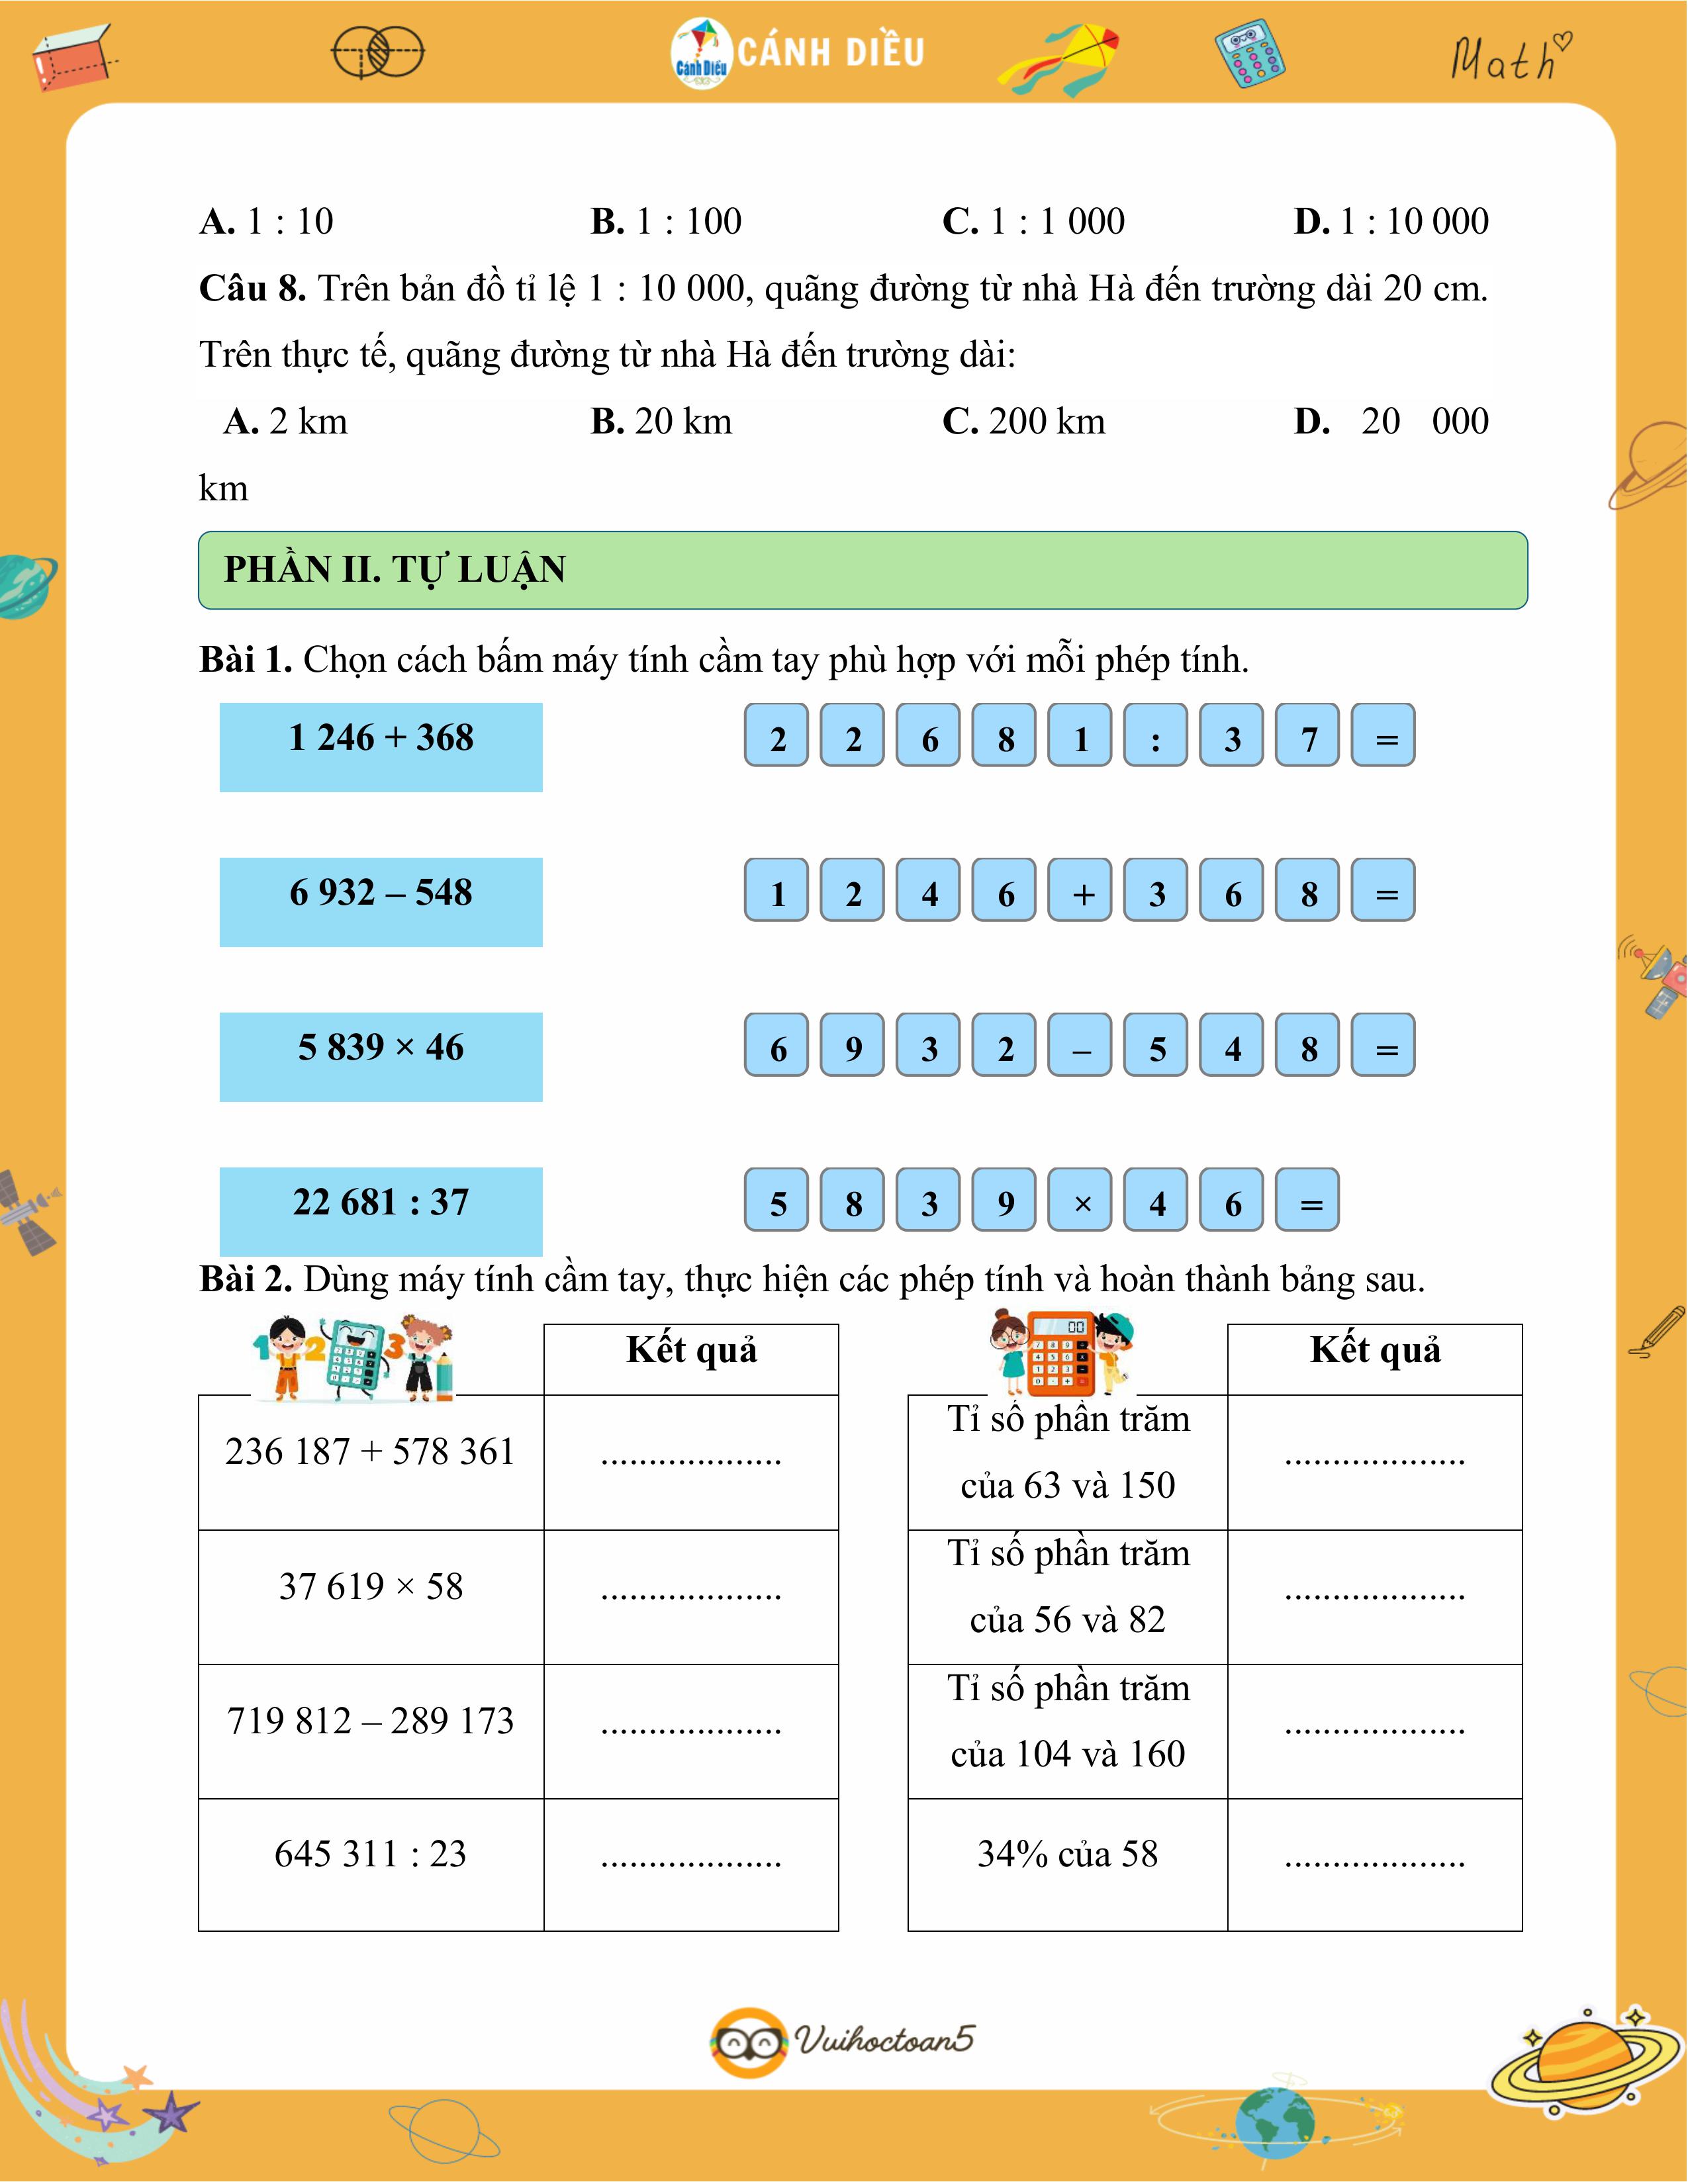 Cánh Diều CÁNH DIỀU Math
A. 1 : 10 B. 1 : 100 C. 1 : 1 000 D. 1 : 10 000
Câu 8. Trên bản đồ tỉ lệ 1 : 10 000, quãng đường từ nhà Hà đến trường dài 20 cm.
Trên thực tế, quãng đường từ nhà Hà đến trường dài:
A. 2 km B. 20 km C. 200 km D. 20 000
km
PHẦN II. TỰ LUẬN
Bài 1. Chọn cách bấm máy tính cầm tay phù hợp với mỗi phép tính.
1 246 + 368 2 2 6 8 1 : 3 7 =
6 932 – 548 1 2 4 6 + 3 6 8 =
5 839 × 46 6 9 3 2 – 5 4 8 =
22 681 : 37 5 8 3 9 × 4 6 =
Bài 2. Dùng máy tính cầm tay, thực hiện các phép tính và hoàn thành bảng sau.
Kết quả
236 187 + 578 361 ...................
37 619 × 58 ...................
719 812 – 289 173 ...................
645 311 : 23 ...................
Kết quả
Tỉ số phần trăm
của 63 và 150 ...................
Tỉ số phần trăm
của 56 và 82 ...................
Tỉ số phần trăm
của 104 và 160 ...................
34% của 58 ...................
Vuihoctoan5